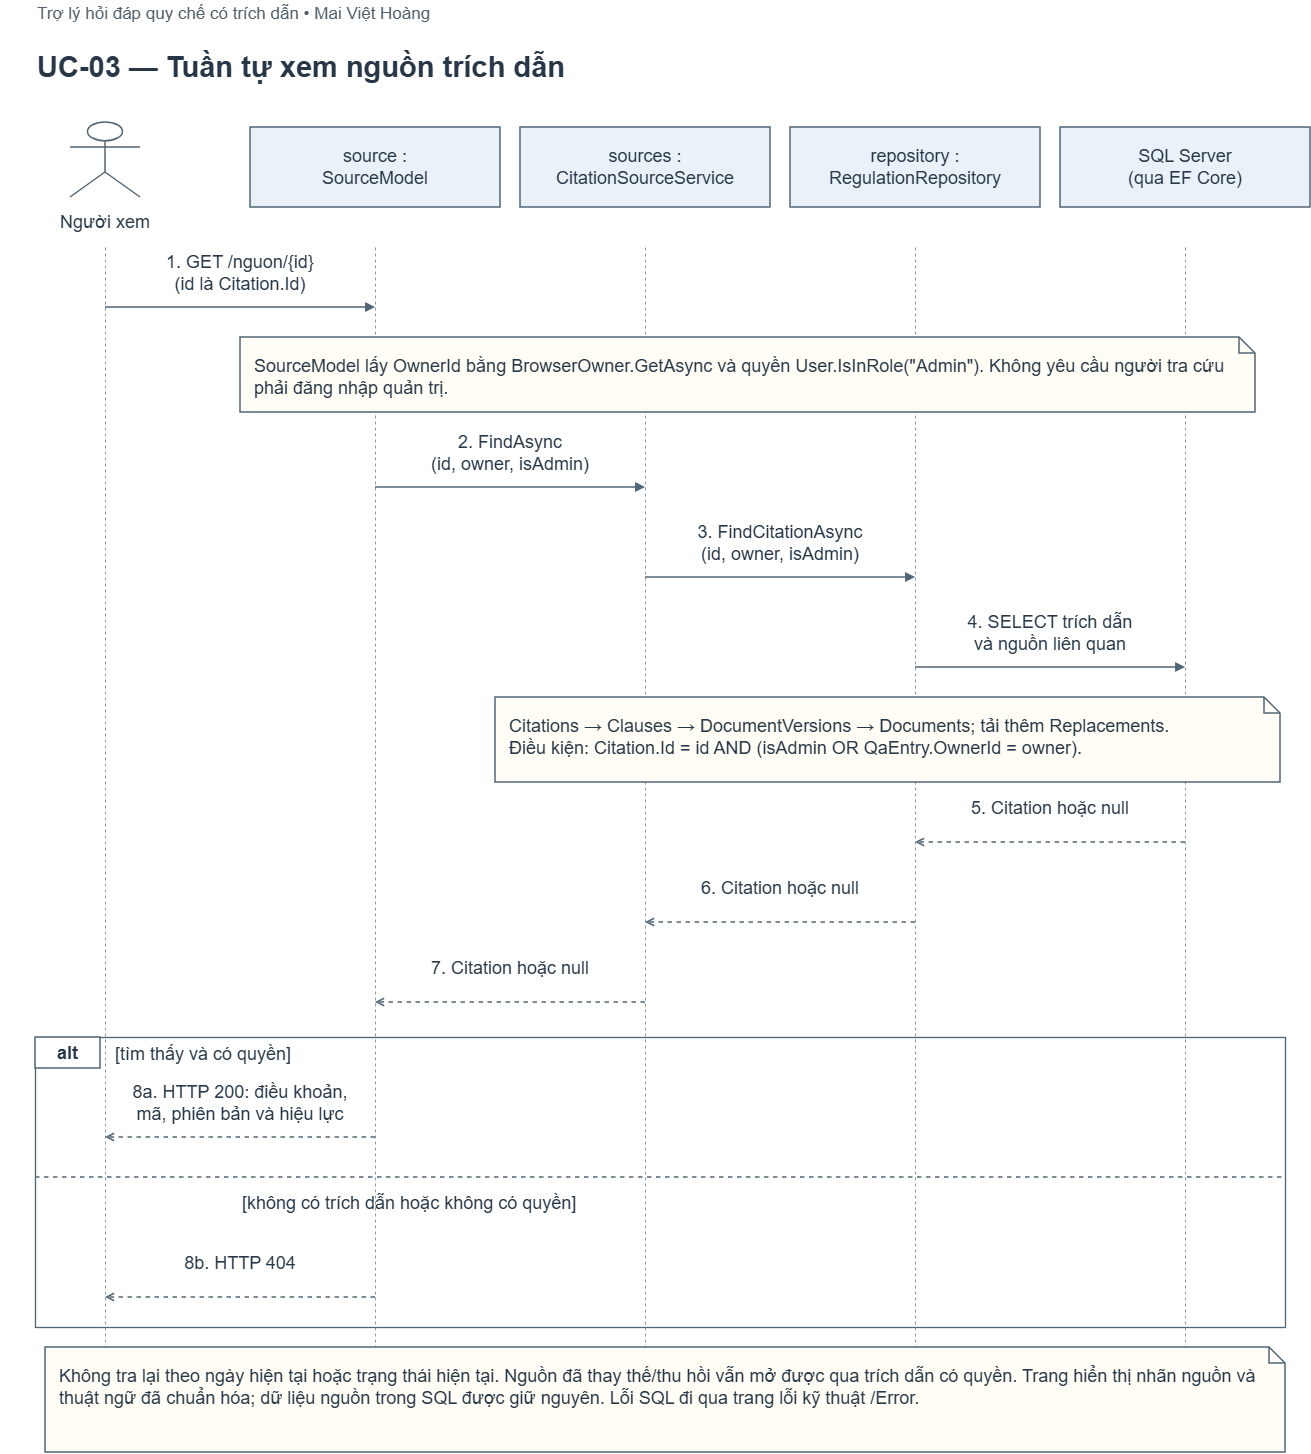 Trợ lý hỏi đáp quy chế có trích dẫn • Mai Việt Hoàng
UC-03 — Tuần tự xem nguồn trích dẫn
Người xem
source :
SourceModel
sources :
CitationSourceService
repository :
RegulationRepository
SQL Server
(qua EF Core)
1. GET /nguon/{id}
(id là Citation.Id)
SourceModel lấy OwnerId bằng BrowserOwner.GetAsync và quyền User.IsInRole("Admin"). Không yêu cầu người tra cứu
phải đăng nhập quản trị.
2. FindAsync
(id, owner, isAdmin)
3. FindCitationAsync
(id, owner, isAdmin)
4. SELECT trích dẫn
và nguồn liên quan
Citations → Clauses → DocumentVersions → Documents; tải thêm Replacements.
Điều kiện: Citation.Id = id AND (isAdmin OR QaEntry.OwnerId = owner).
5. Citation hoặc null
6. Citation hoặc null
7. Citation hoặc null
alt
[tìm thấy và có quyền]
8a. HTTP 200: điều khoản,
mã, phiên bản và hiệu lực
[không có trích dẫn hoặc không có quyền]
8b. HTTP 404
Không tra lại theo ngày hiện tại hoặc trạng thái hiện tại. Nguồn đã thay thế/thu hồi vẫn mở được qua trích dẫn có quyền. Trang hiển thị nhãn nguồn và
thuật ngữ đã chuẩn hóa; dữ liệu nguồn trong SQL được giữ nguyên. Lỗi SQL đi qua trang lỗi kỹ thuật /Error.